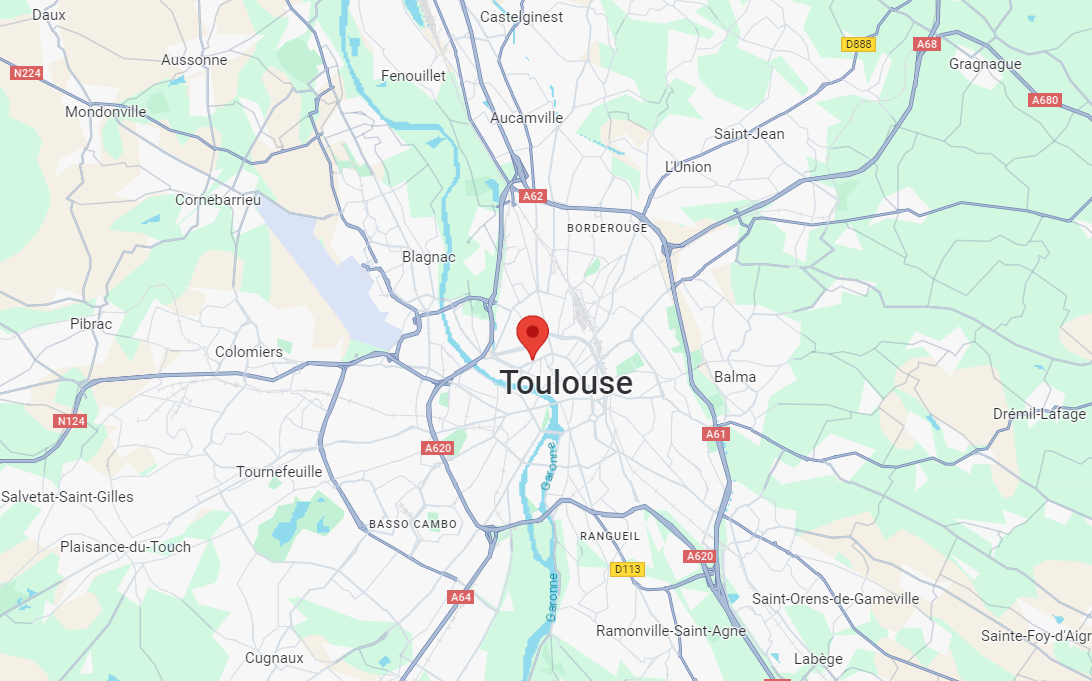 Daux
Castelginest
D888
A68
Aussonne
Gragnague
N224
Fenouillet
A680
Mondonville
Aucamville
Saint-Jean
L'Union
A62
Cornebarrieu
BORDEROUGE
Blagnac
Pibrac
Colomiers
Toulouse
Balma
Drémil-Lafage
N124
A61
A620
Garonne
Tournefeuille
Salvetat-Saint-Gilles
BASSO CAMBO
RANGUEIL
Plaisance-du-Touch
A620
D113
Garonne
A64
Saint-Orens-de-Gameville
Ramonville-Saint-Agne
Sainte-Foy-d'Aigr
Cugnaux
Labège